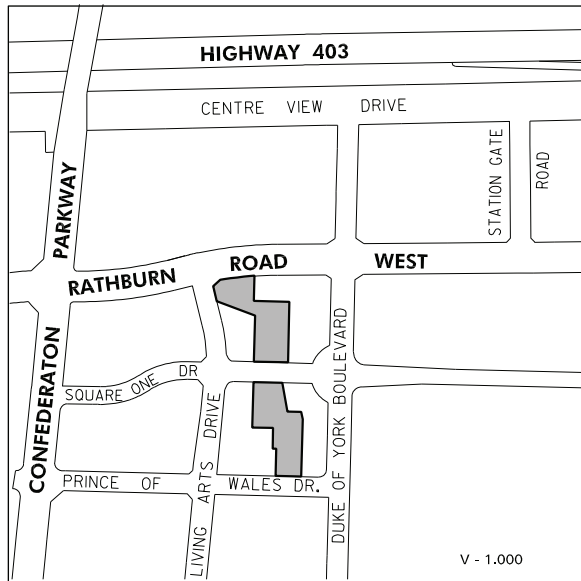 HIGHWAY 403
CENTRE VIEW DRIVE
STATION GATE ROAD
PARKWAY
RATHBURN ROAD WEST
CONFEDERATON
SQUARE ONE DR
LIVING ARTS DRIVE
DUKE OF YORK BOULEVARD
PRINCE OF WALES DR.
V - 1.000